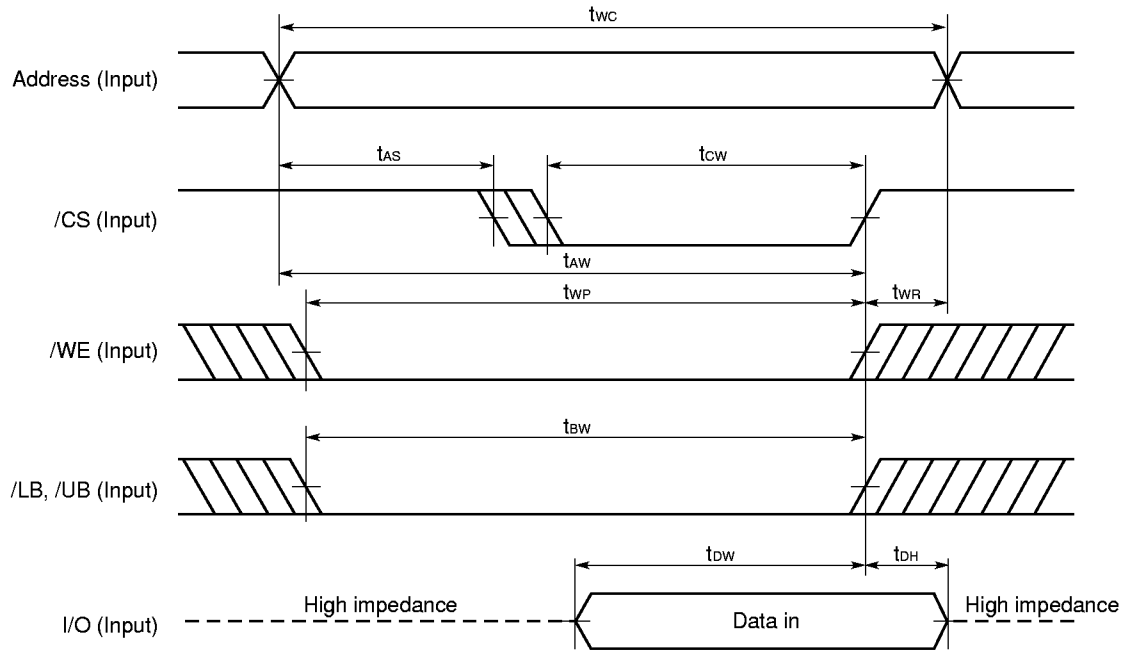 tWC
Address (Input)
tAS
tCW
/CS (Input)
tAW
tWP
tWR
/WE (Input)
tBW
/LB, /UB (Input)
tDW
tDH
High impedance
High impedance
I/O (Input)
Data in